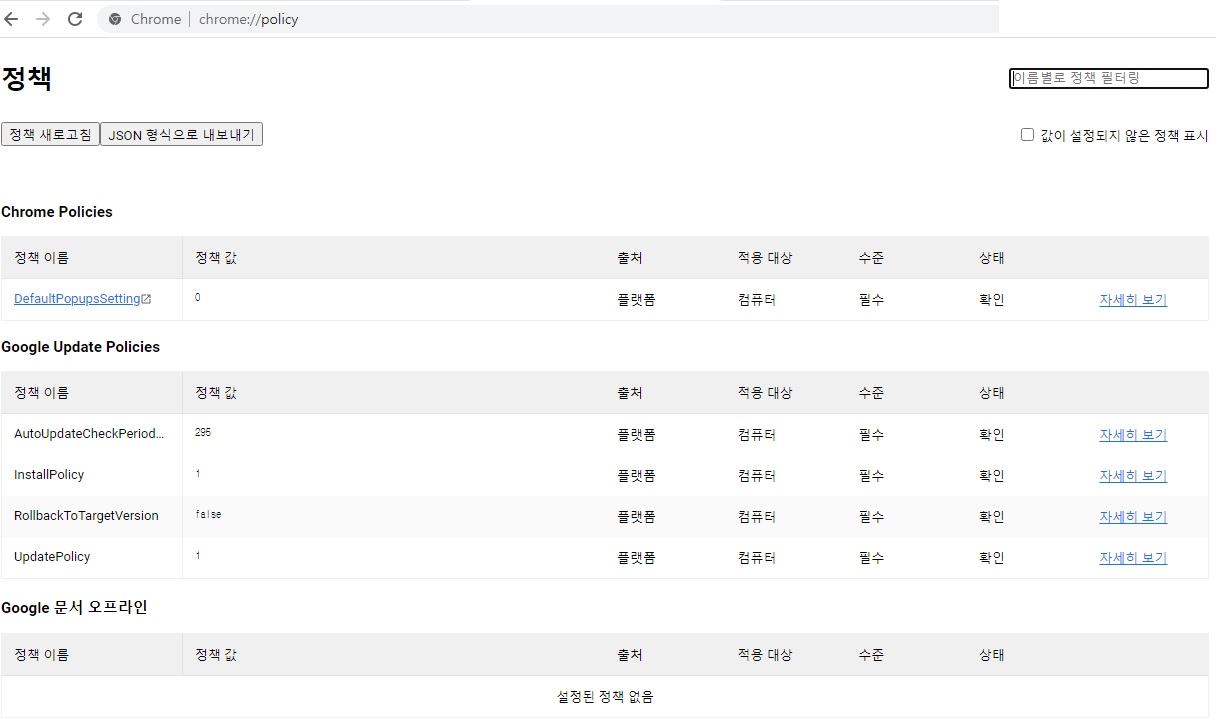 Chrome | chrome://policy
정책
이름별로 정책 필터링
정책 새로고침 JSON 형식으로 내보내기
값이 설정되지 않은 정책 표시
Chrome Policies
정책 이름 정책 값 출처 적용 대상 수준 상태
DefaultPopupsSetting 0 플랫폼 컴퓨터 필수 확인 자세히 보기
Google Update Policies
정책 이름 정책 값 출처 적용 대상 수준 상태
AutoUpdateCheckPeriod... 295 플랫폼 컴퓨터 필수 확인 자세히 보기
InstallPolicy 1 플랫폼 컴퓨터 필수 확인 자세히 보기
RollbackToTargetVersion false 플랫폼 컴퓨터 필수 확인 자세히 보기
UpdatePolicy 1 플랫폼 컴퓨터 필수 확인 자세히 보기
Google 문서 오프라인
정책 이름 정책 값 출처 적용 대상 수준 상태
설정된 정책 없음